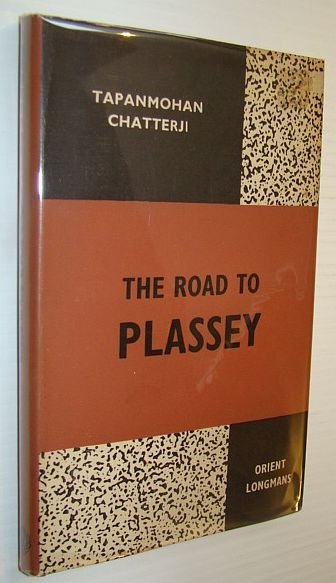 TAPANMOHAN
CHATTERJI
THE ROAD TO
PLASSEY
ORIENT
LONGMANS